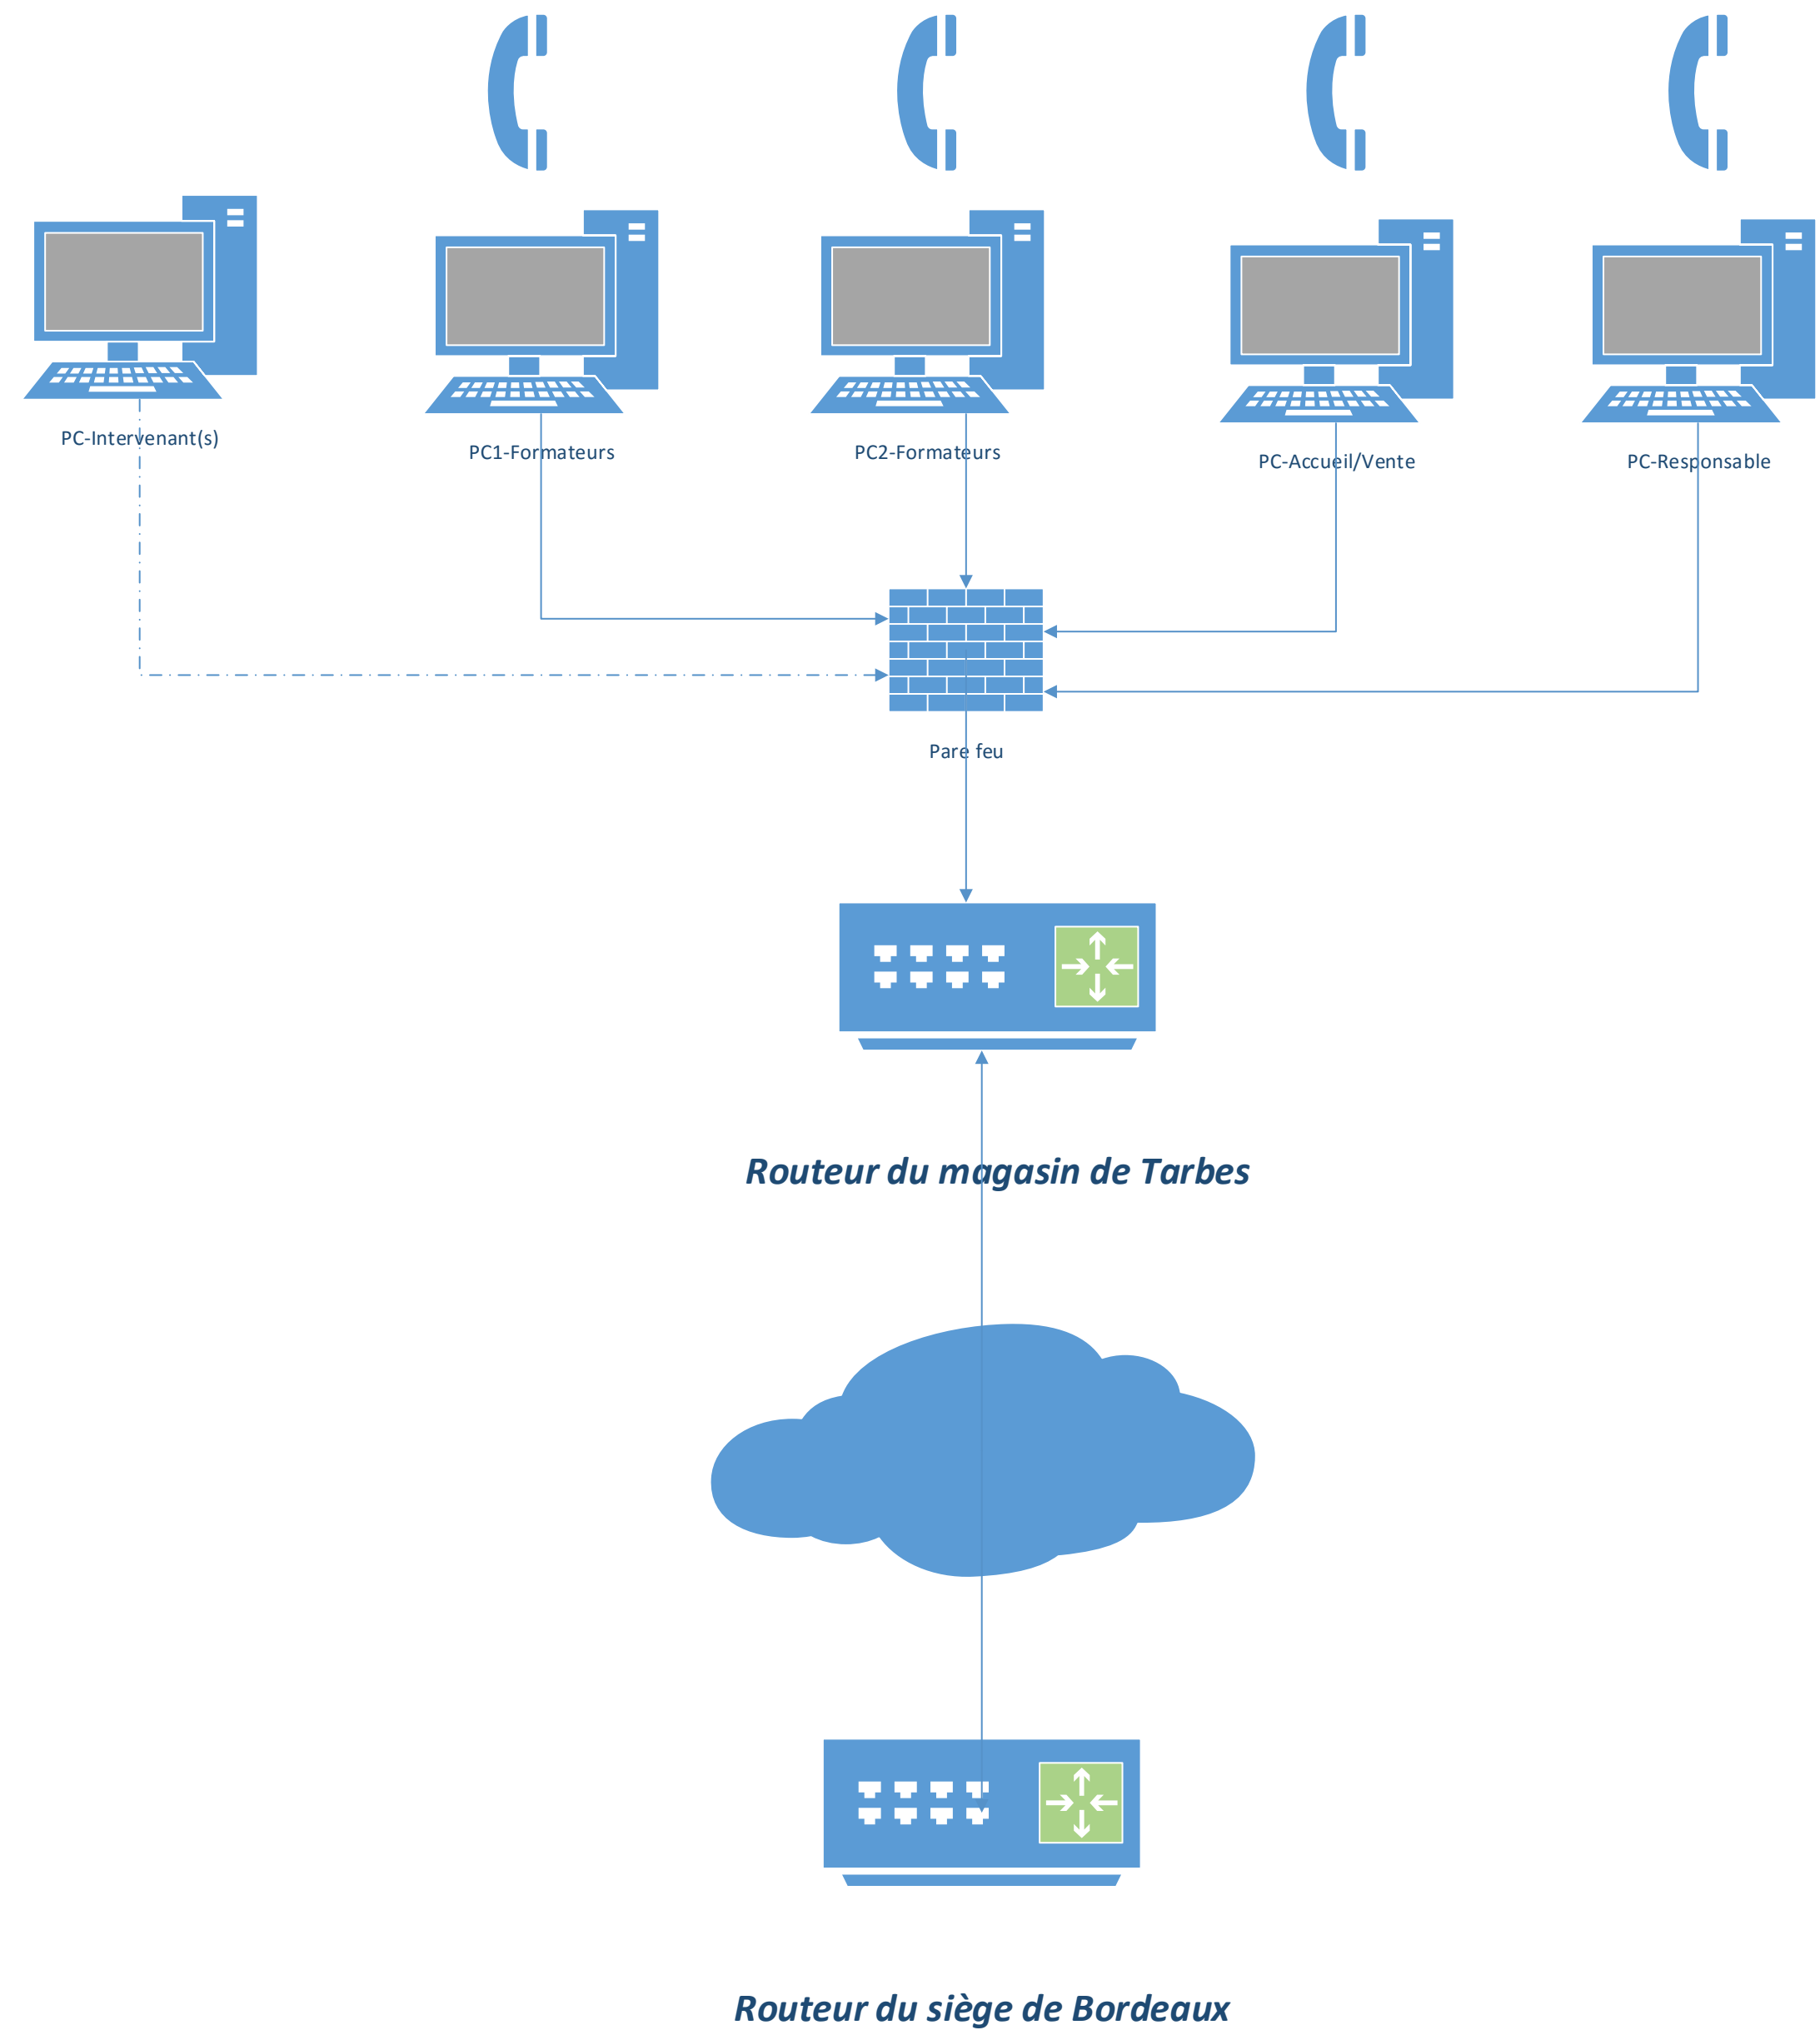 PC-Intervenant(s)
PC1-Formateurs
PC2-Formateurs
PC-Accueil/Vente
PC-Responsable
Pare feu
Routeur du magasin de Tarbes
Routeur du siège de Bordeaux